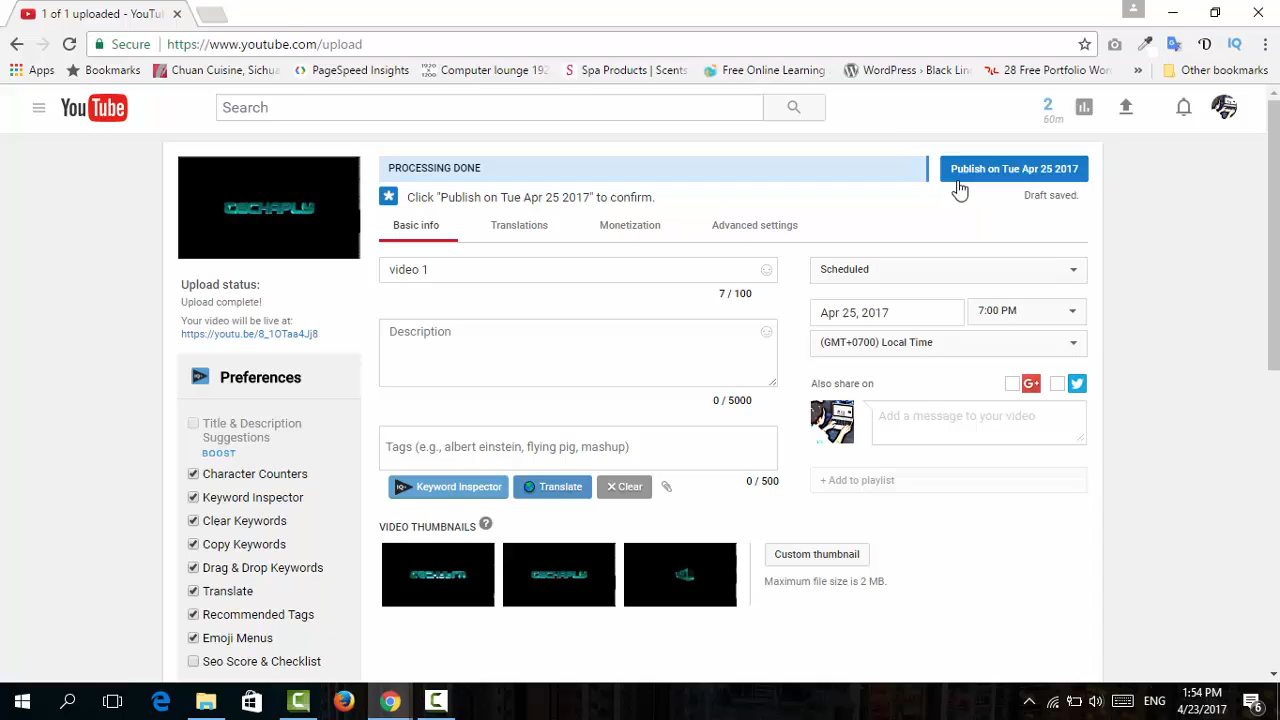 1 of 1 uploaded - YouTu
Secure
https://www.youtube.com/upload
Apps
Bookmarks
Chuan Cuisine, Sichua
PageSpeed Insights
Computer lounge 192
Spa Products | Scents
Free Online Learning
WordPress › Black Lin
28 Free Portfolio Wor
Other bookmarks
YouTube
Search
2
60m
PROCESSING DONE
Publish on Tue Apr 25 2017
Click "Publish on Tue Apr 25 2017" to confirm.
Draft saved.
Basic info
Translations
Monetization
Advanced settings
video 1
7 / 100
Scheduled
Apr 25, 2017
7:00 PM
(GMT+0700) Local Time
Upload status:
Upload complete!
Your video will be live at:
https://youtu.be/8_1OTaa4Jj8
Description
0 / 5000
Also share on
G+
Add a message to your video
Preferences
Title & Description
Suggestions
BOOST
Character Counters
Keyword Inspector
Clear Keywords
Copy Keywords
Drag & Drop Keywords
Translate
Recommended Tags
Emoji Menus
Seo Score & Checklist
Tags (e.g., albert einstein, flying pig, mashup)
Keyword Inspector
Translate
Clear
0 / 500
+ Add to playlist
VIDEO THUMBNAILS
?
Custom thumbnail
Maximum file size is 2 MB.
ENG
1:54 PM
4/23/2017
6